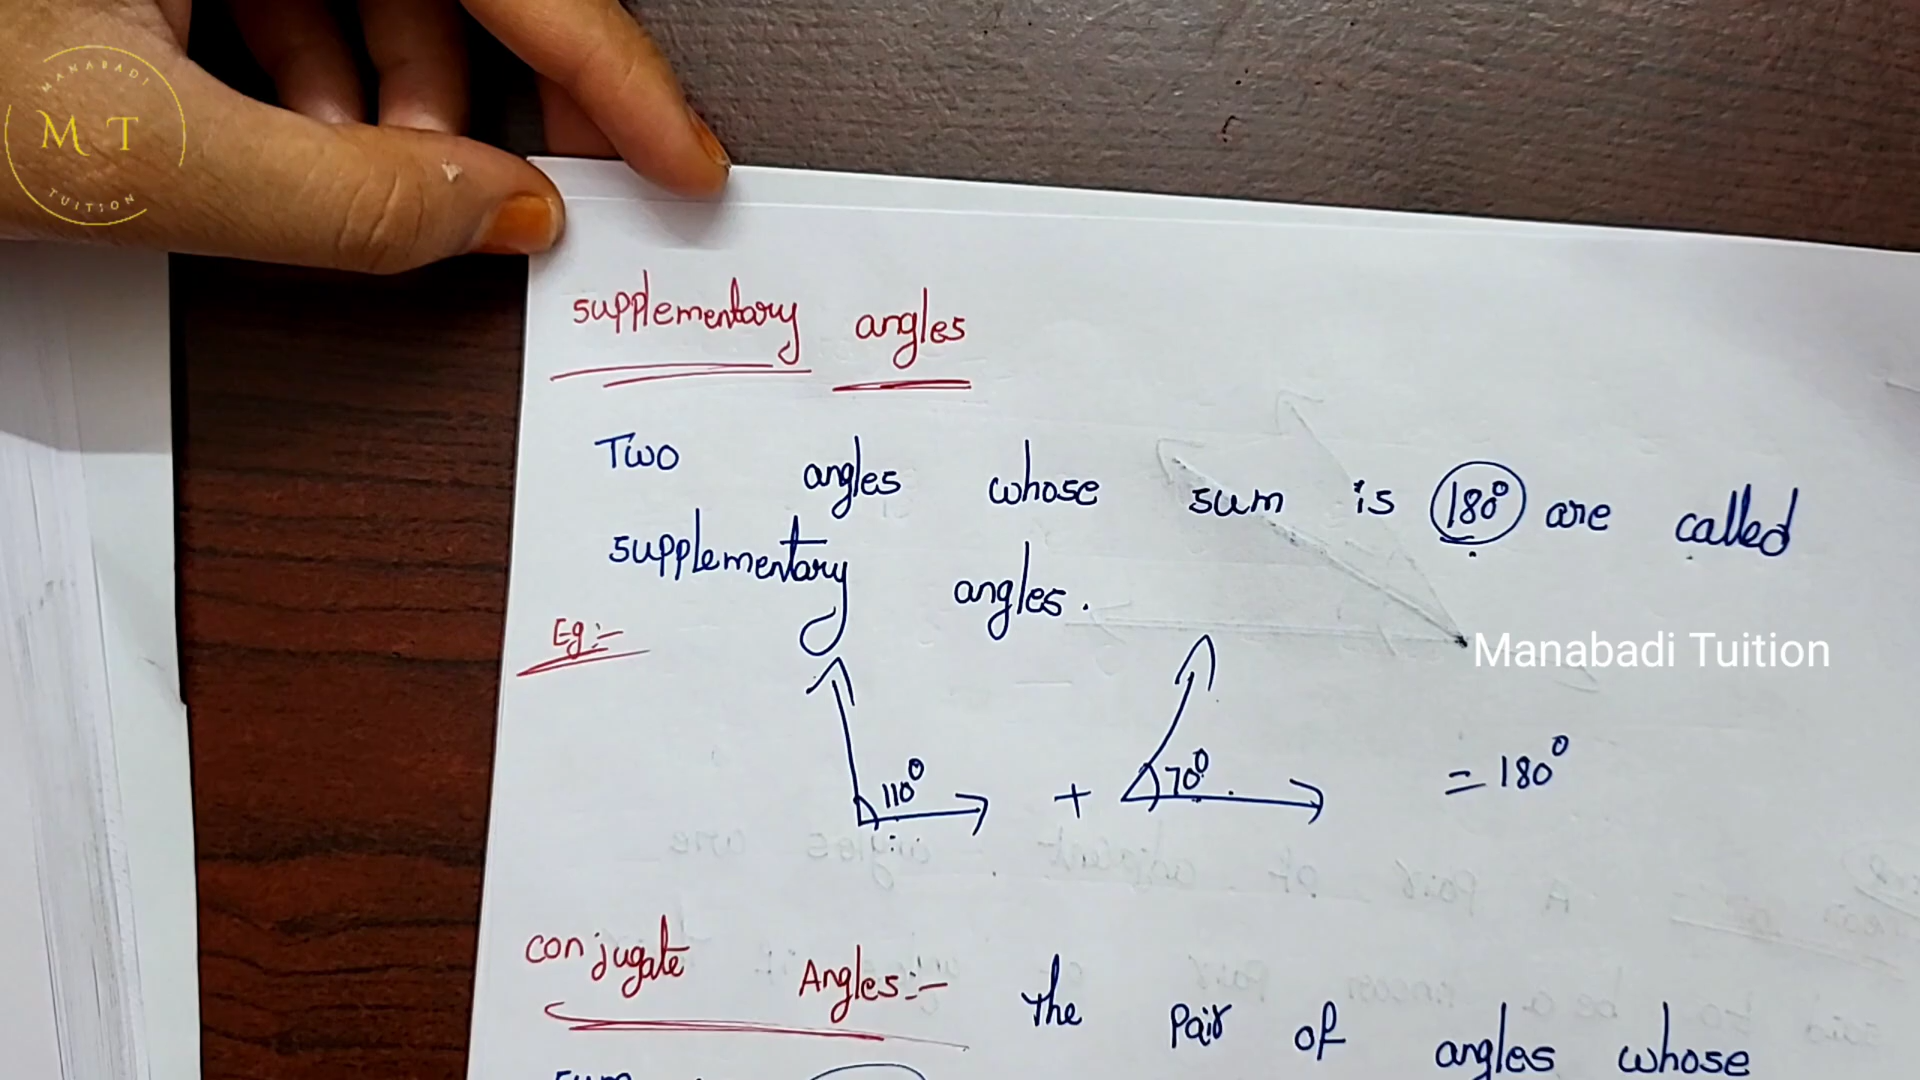 MANABADI
M T
TUITION
supplementary angles
Two angles whose sum is 180° are called
supplementary angles.
Eg:-
Manabadi Tuition
110° + 70° = 180°
conjugate Angles:- The pair of angles whose
sum